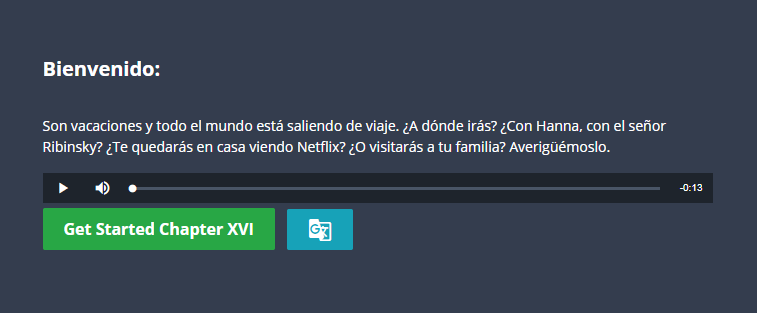 Bienvenido:
Son vacaciones y todo el mundo está saliendo de viaje. ¿A dónde irás? ¿Con Hanna, con el señor
Ribinsky? ¿Te quedarás en casa viendo Netflix? ¿O visitarás a tu familia? Averigüémoslo.
-0:13
Get Started Chapter XVI